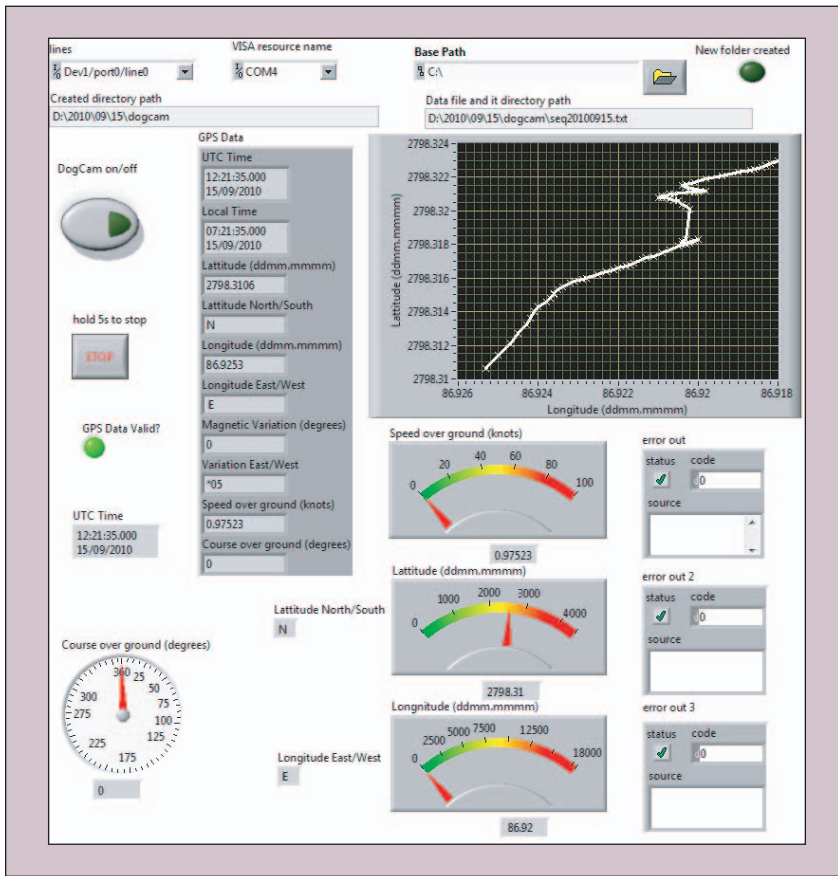 lines
VISA resource name
Base Path
New folder created
Dev1/port0/line0
COM4
C:\
Created directory path
Data file and it directory path
D:\2010\09\15\dogcam
D:\2010\09\15\dogcam\seq20100915.txt
DogCam on/off
hold 5s to stop
STOP
GPS Data Valid?
UTC Time
12:21:35.000
15/09/2010
GPS Data
UTC Time
12:21:35.000
15/09/2010
Local Time
07:21:35.000
15/09/2010
Lattitude (ddmm.mmmm)
2798.3106
Lattitude North/South
N
Longitude (ddmm.mmmm)
86.9253
Longitude East/West
E
Magnetic Variation (degrees)
0
Variation East/West
*05
Speed over ground (knots)
0.97523
Course over ground (degrees)
0
Lattitude (ddmm.mmmm)
2798.324
2798.322
2798.32
2798.318
2798.316
2798.314
2798.312
2798.31
86.926 86.924 86.922 86.92 86.918
Longitude (ddmm.mmmm)
Speed over ground (knots)
0 20 40 60 80 100
0.97523
Lattitude (ddmm.mmmm)
0 1000 2000 3000 4000
2798.31
Longnitude (ddmm.mmmm)
0 2500 5000 7500 12500 18000
86.92
Lattitude North/South
N
Longitude East/West
E
Course over ground (degrees)
360 25 50 75 100 125 175 225 275 300
0
error out
status code
0
source
error out 2
status code
0
source
error out 3
status code
0
source